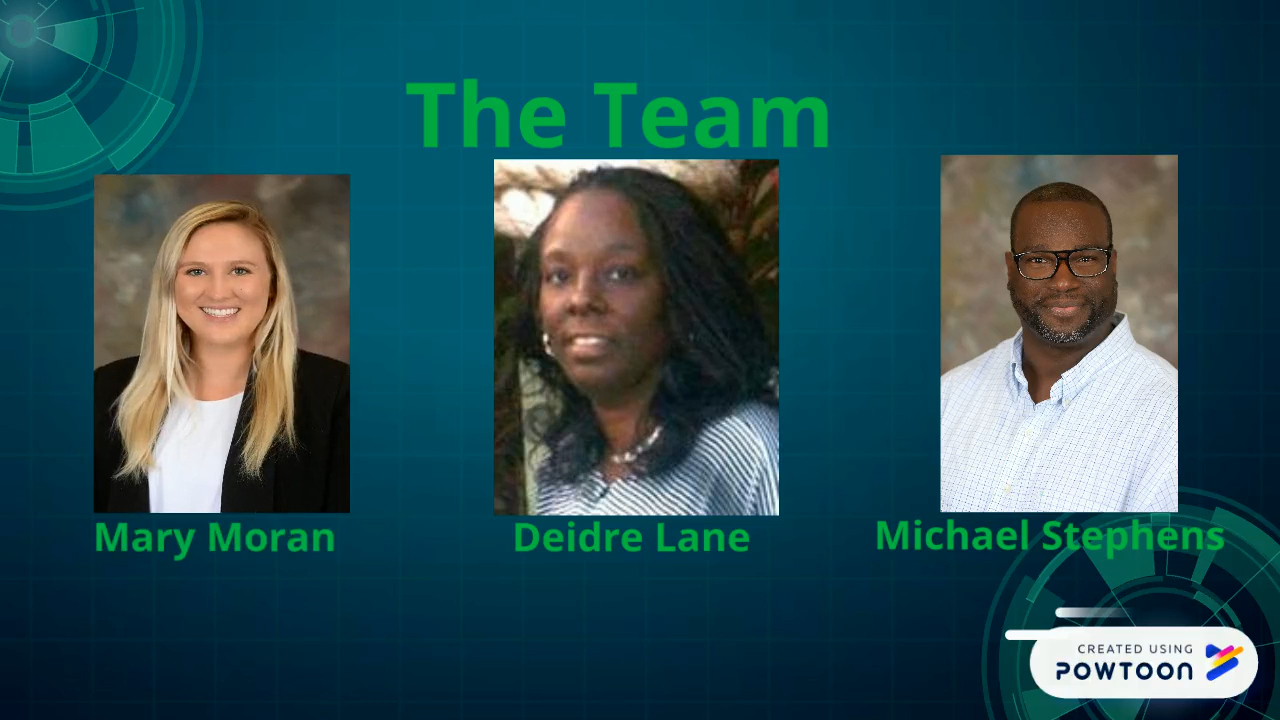 The Team
Mary Moran
Deidre Lane
Michael Stephens
CREATED USING
POWTOON